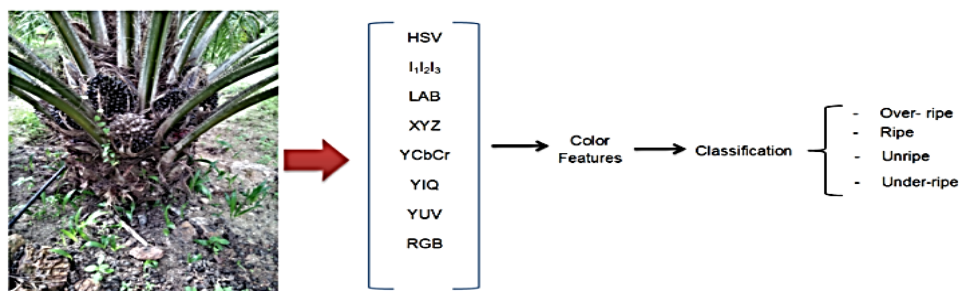 HSV
I₁I₂I₃
LAB
XYZ
YCbCr
YIQ
YUV
RGB
Color
Features
Classification
- Over- ripe
- Ripe
- Unripe
- Under-ripe